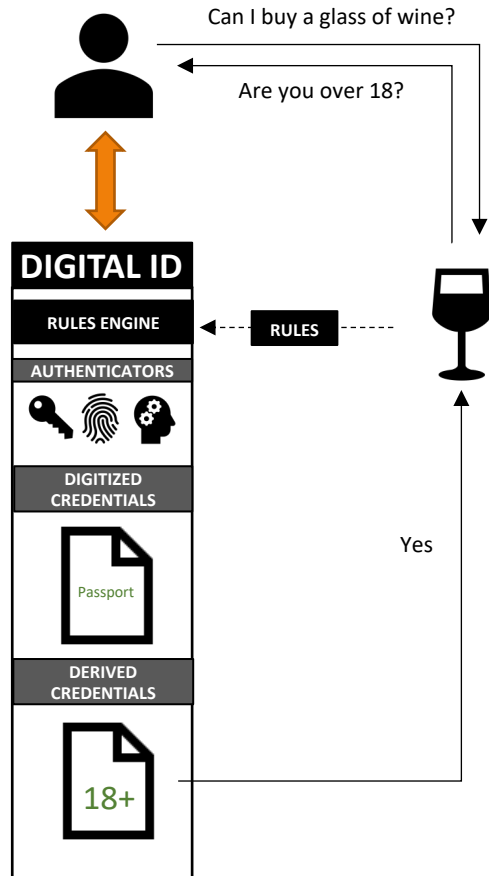 Can I buy a glass of wine?
Are you over 18?
DIGITAL ID
RULES ENGINE
RULES
AUTHENTICATORS
DIGITIZED
CREDENTIALS
Passport
Yes
DERIVED
CREDENTIALS
18+